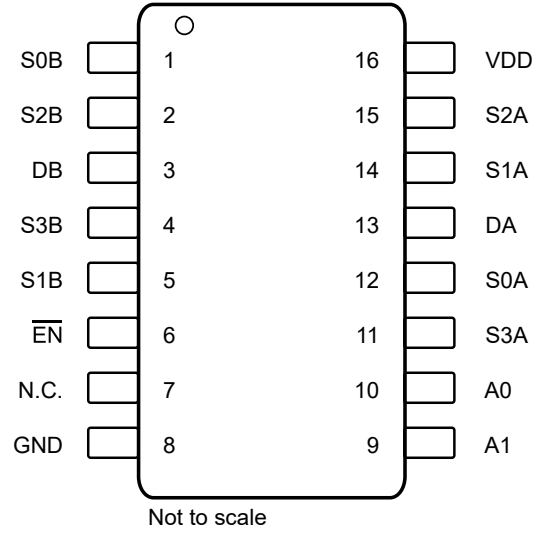 S0B 1 16 VDD
S2B 2 15 S2A
DB 3 14 S1A
S3B 4 13 DA
S1B 5 12 S0A
EN 6 11 S3A
N.C. 7 10 A0
GND 8 9 A1
Not to scale